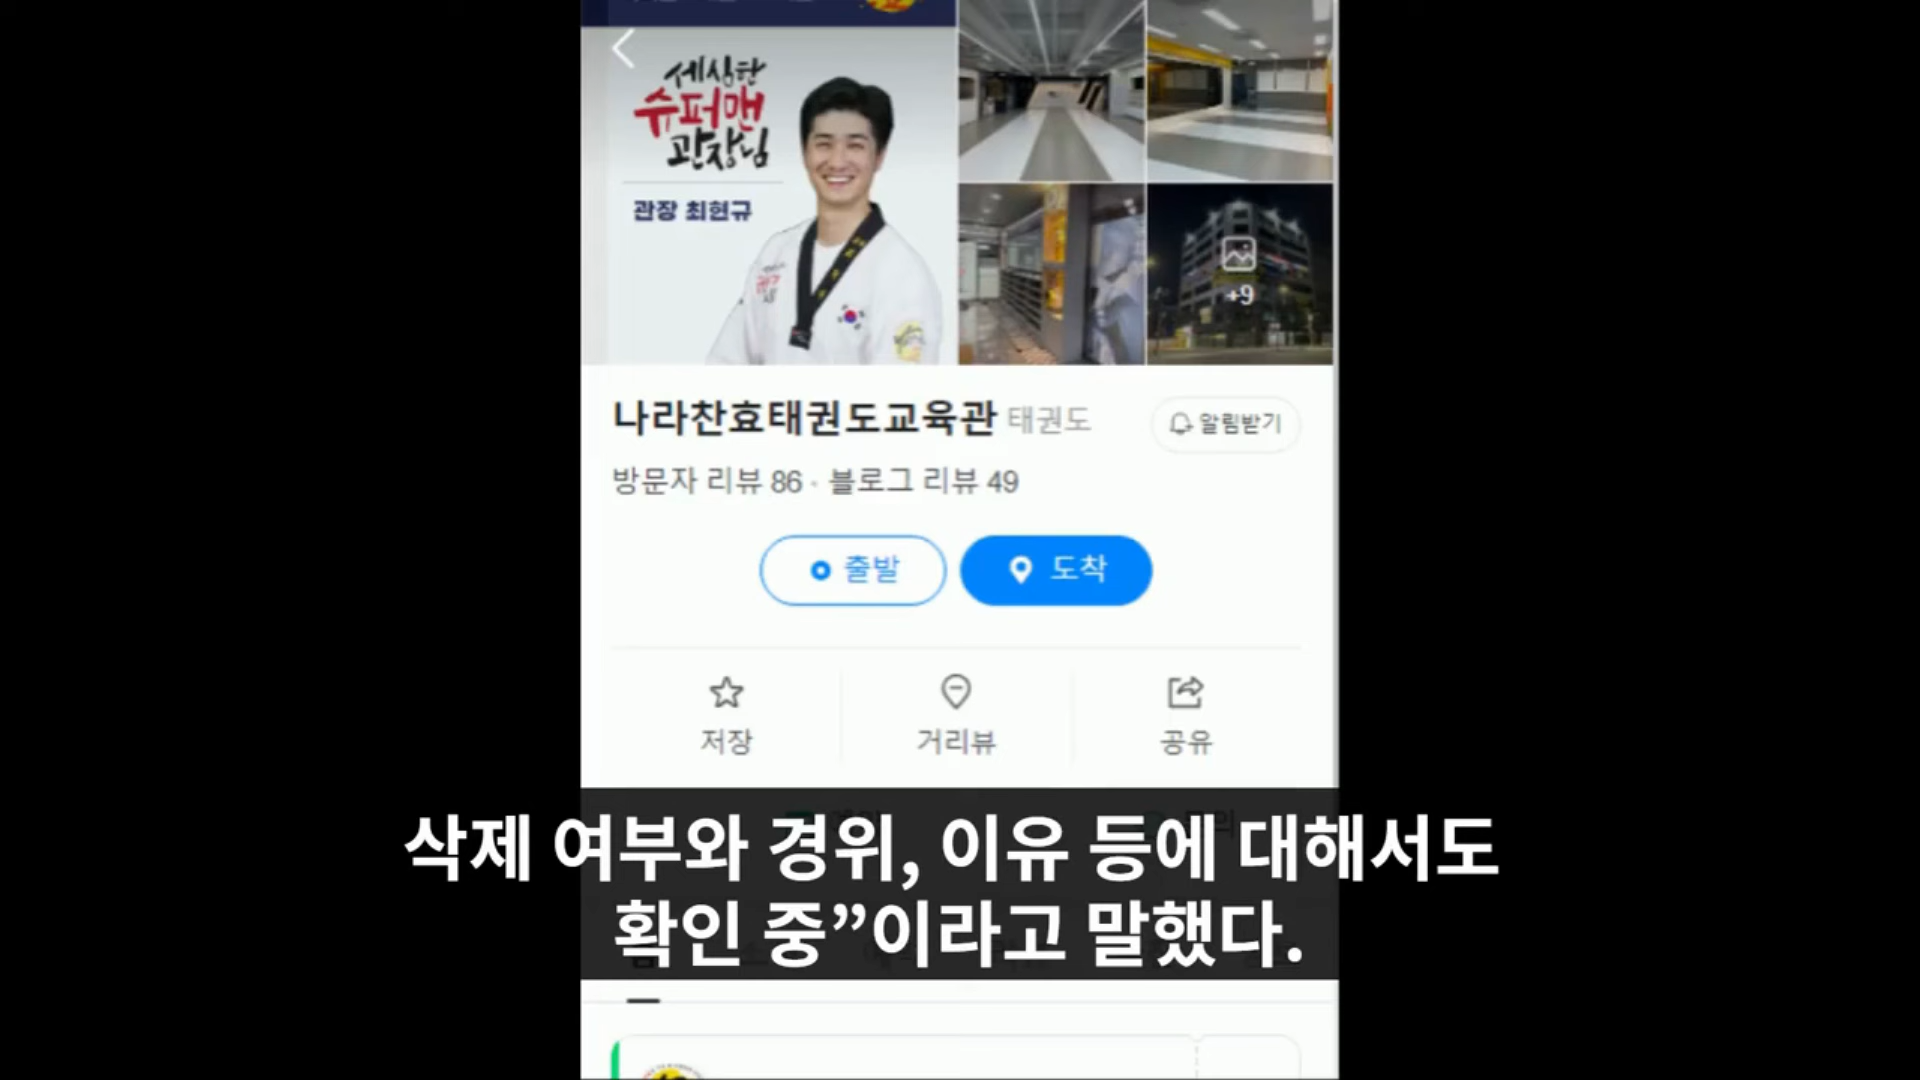 세심한
슈퍼맨
관장님
관장 최현규
+9
나라찬효태권도교육관 태권도
알림받기
방문자 리뷰 86 · 블로그 리뷰 49
출발
도착
저장
거리뷰
공유
삭제 여부와 경위, 이유 등에 대해서도
확인 중”이라고 말했다.